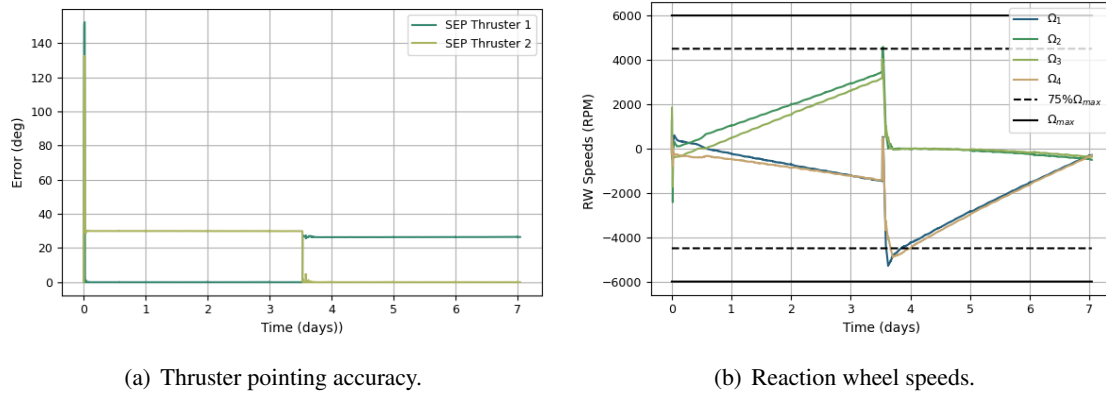 SEP Thruster 1
SEP Thruster 2
Error (deg)
140
120
100
80
60
40
20
0
0 1 2 3 4 5 6 7
Time (days))
(a) Thruster pointing accuracy.
RW Speeds (RPM)
6000
4000
2000
0
−2000
−4000
−6000
Ω1
Ω2
Ω3
Ω4
75%Ωmax
Ωmax
0 1 2 3 4 5 6 7
Time (days)
(b) Reaction wheel speeds.